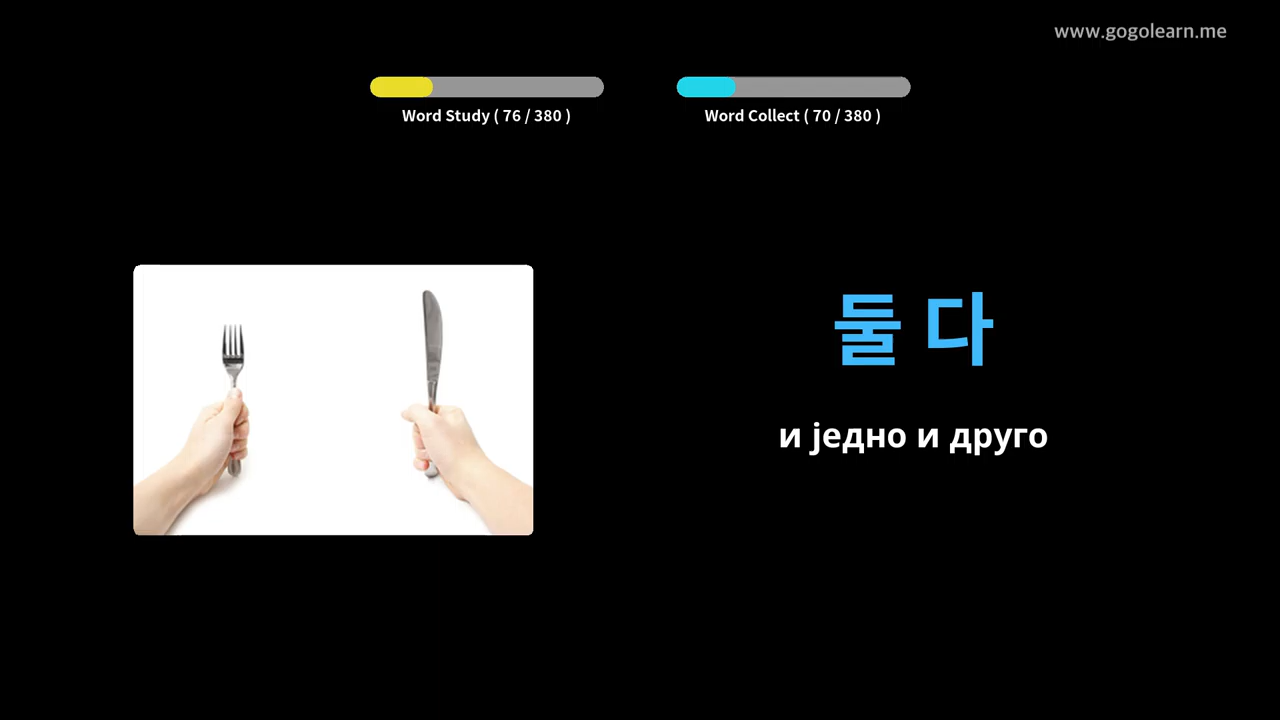 www.gogolearn.me
Word Study ( 76 / 380 )
Word Collect ( 70 / 380 )
둘 다
и једно и друго